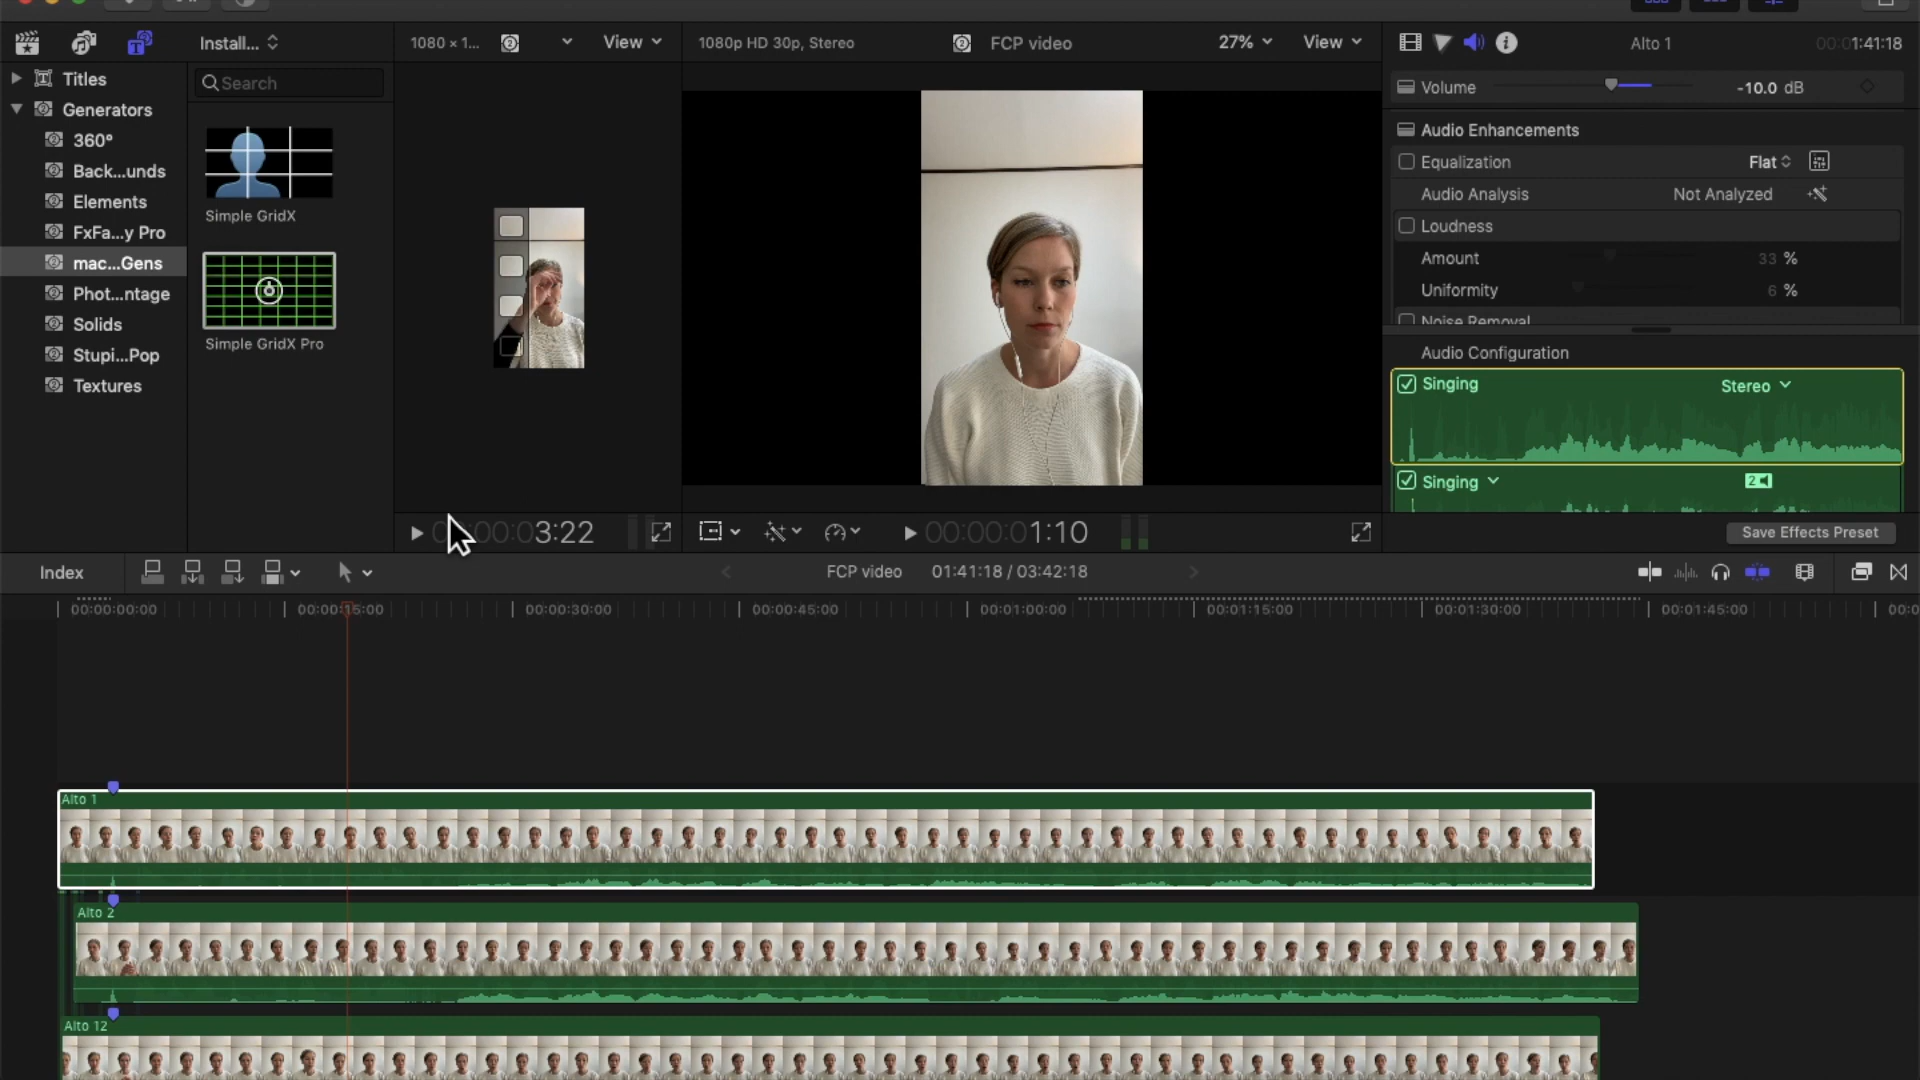 Install...
1080 × 1...
View
1080p HD 30p, Stereo
FCP video
27%
View
Alto 1
00:01:41:18
Titles
Search
Volume
-10.0 dB
Generators
360°
Simple GridX
Audio Enhancements
Back...unds
Equalization
Flat
Elements
Audio Analysis
Not Analyzed
FxFa...y Pro
Loudness
mac...Gens
Amount
33 %
Phot...ntage
Uniformity
6 %
Solids
Noise Removal
Simple GridX Pro
Stupi...Pop
Audio Configuration
Textures
Singing
Stereo
Singing
2
3:22
00:00:01:10
Save Effects Preset
Index
FCP video
01:41:18 / 03:42:18
00:00:00:00
00:00:15:00
00:00:30:00
00:00:45:00
00:01:00:00
00:01:15:00
00:01:30:00
00:01:45:00
Alto 1
Alto 2
Alto 12